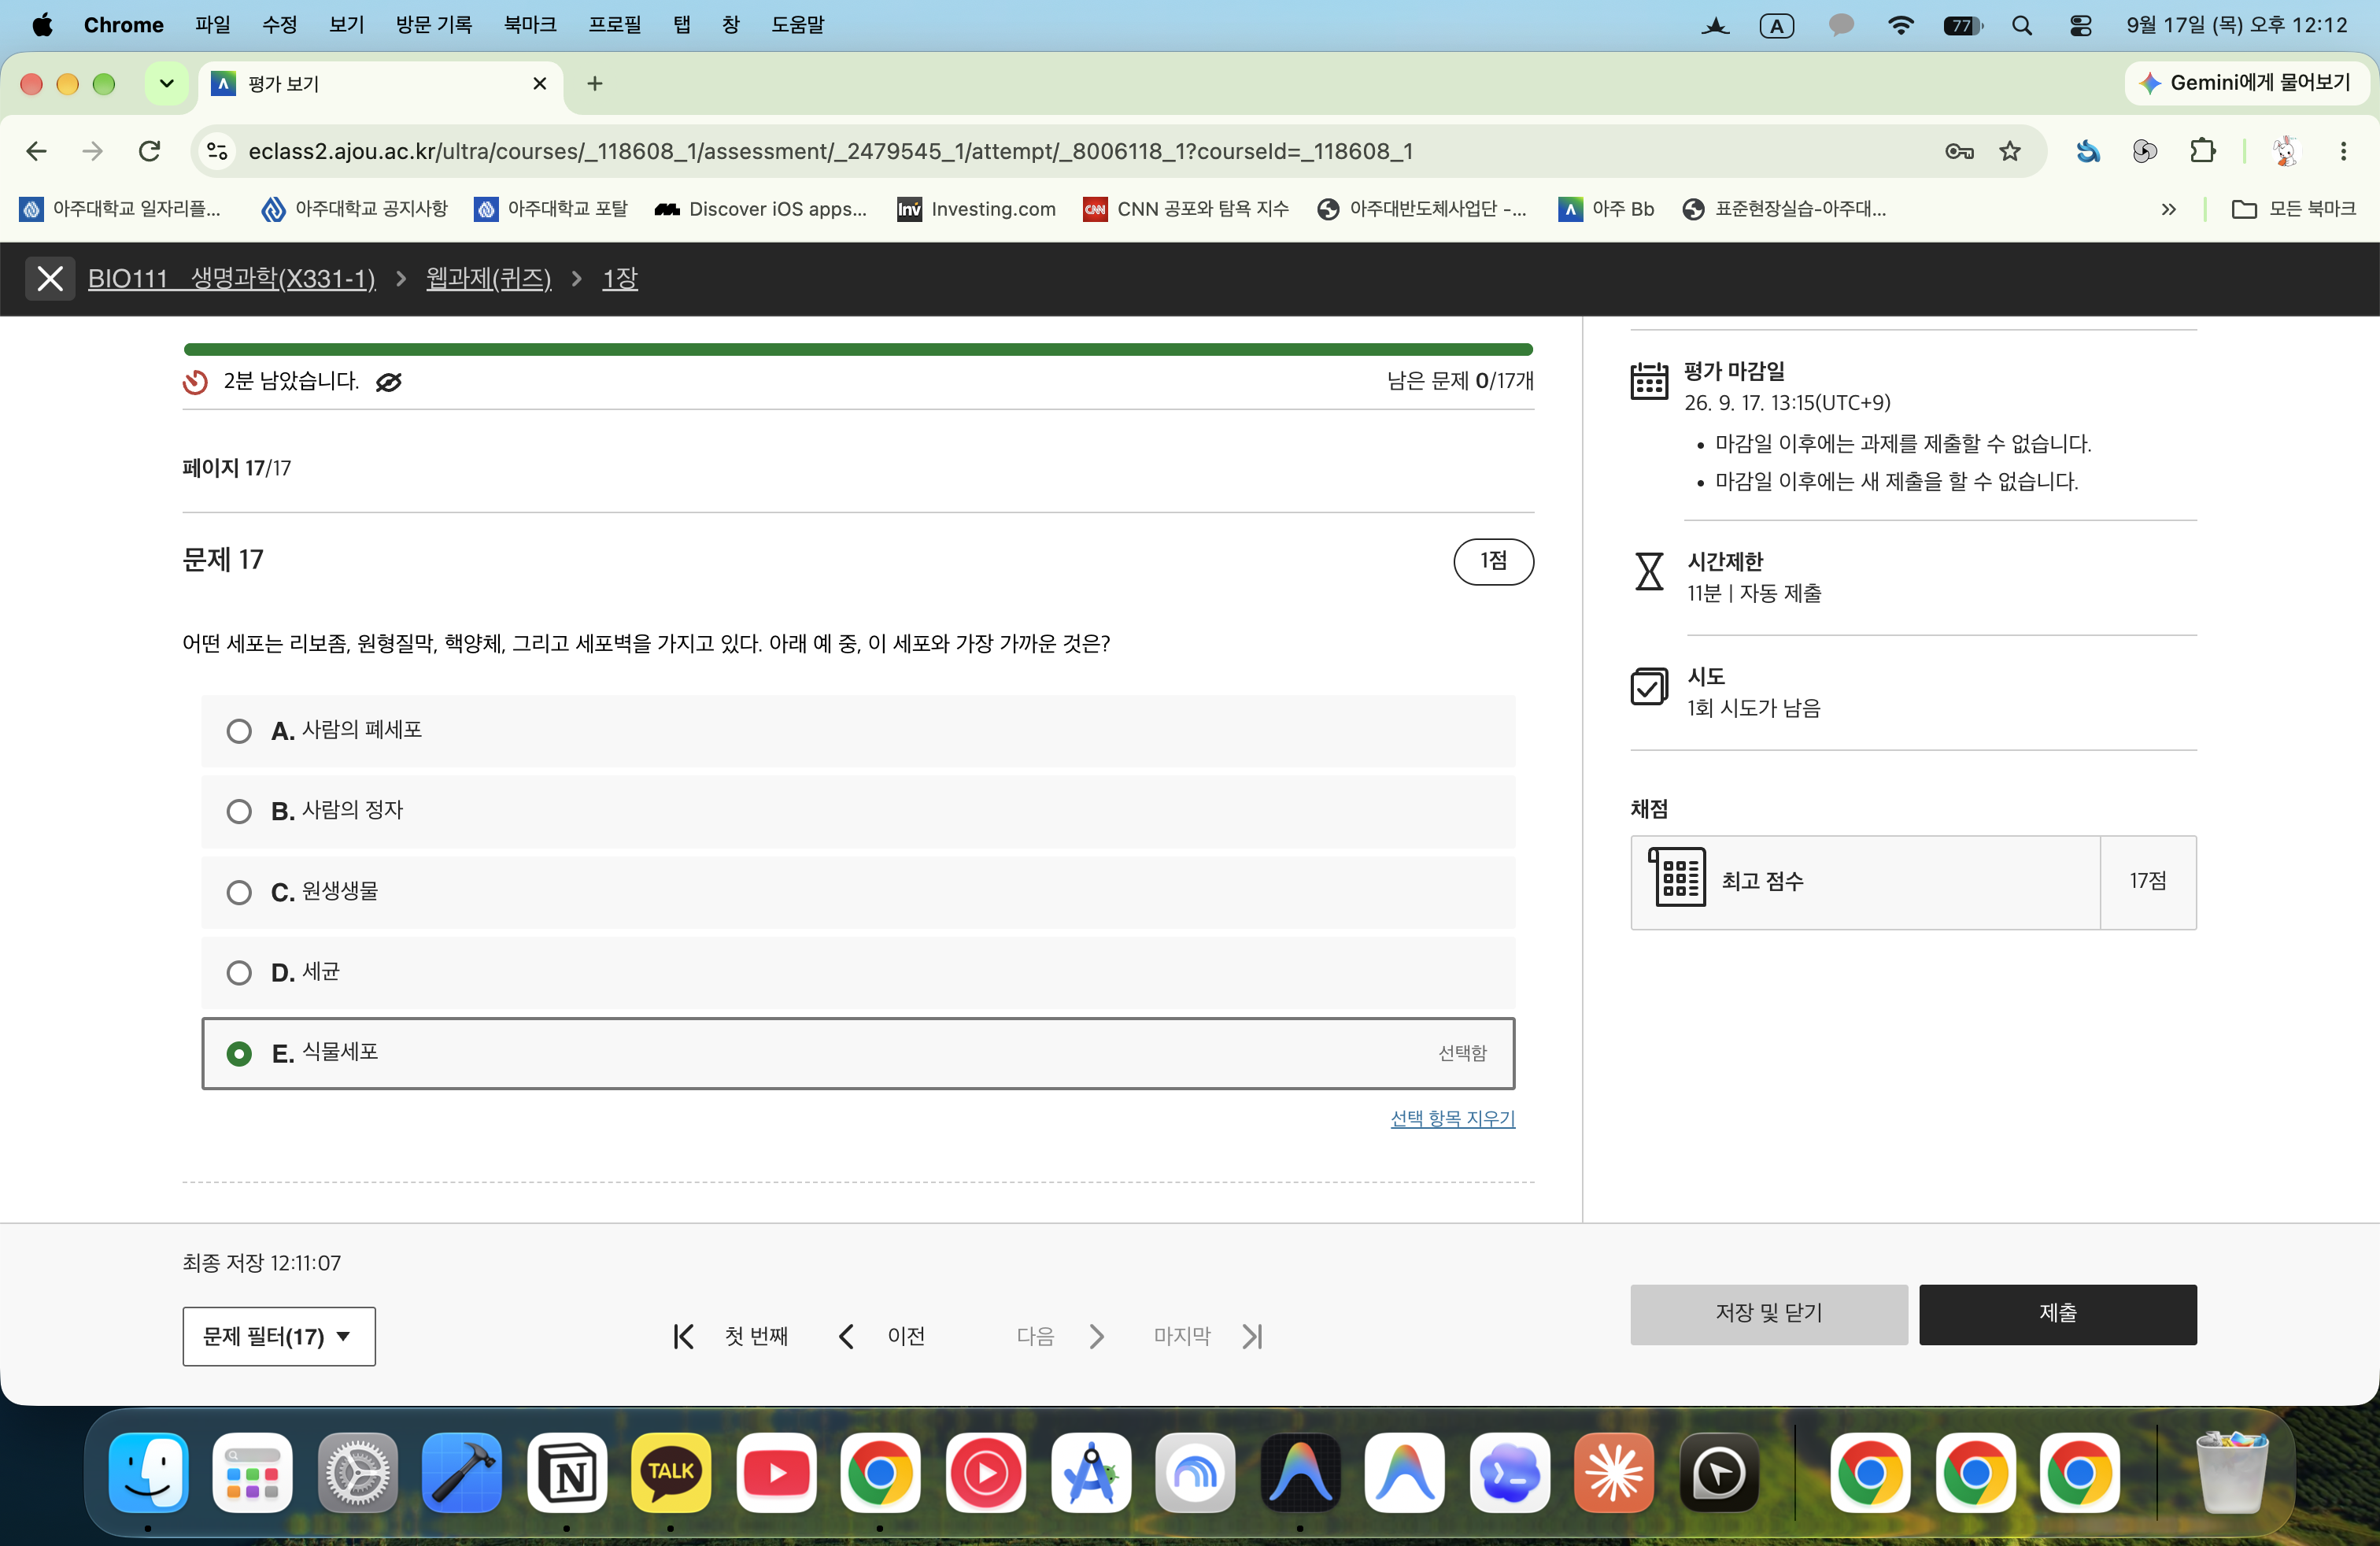 Chrome 파일 수정 보기 방문 기록 북마크 프로필 탭 창 도움말
A 77 9월 17일 (목) 오후 12:12
평가 보기
Gemini에게 물어보기
eclass2.ajou.ac.kr/ultra/courses/_118608_1/assessment/_2479545_1/attempt/_8006118_1?courseId=_118608_1
아주대학교 일자리플... 아주대학교 공지사항 아주대학교 포탈 Discover iOS apps... Inv Investing.com CNN CNN 공포와 탐욕 지수 아주대반도체사업단 -... 아주 Bb 표준현장실습-아주대... 모든 북마크
BIO111 생명과학(X331-1) 웹과제(퀴즈) 1장
2분 남았습니다.
남은 문제 0/17개
페이지 17/17
문제 17
1점
어떤 세포는 리보좀, 원형질막, 핵양체, 그리고 세포벽을 가지고 있다. 아래 예 중, 이 세포와 가장 가까운 것은?
A. 사람의 폐세포
B. 사람의 정자
C. 원생생물
D. 세균
E. 식물세포
선택함
선택 항목 지우기
평가 마감일
26. 9. 17. 13:15(UTC+9)
• 마감일 이후에는 과제를 제출할 수 없습니다.
• 마감일 이후에는 새 제출을 할 수 없습니다.
시간제한
11분 | 자동 제출
시도
1회 시도가 남음
채점
최고 점수
17점
최종 저장 12:11:07
문제 필터(17)
첫 번째 이전 다음 마지막
저장 및 닫기 제출
TALK